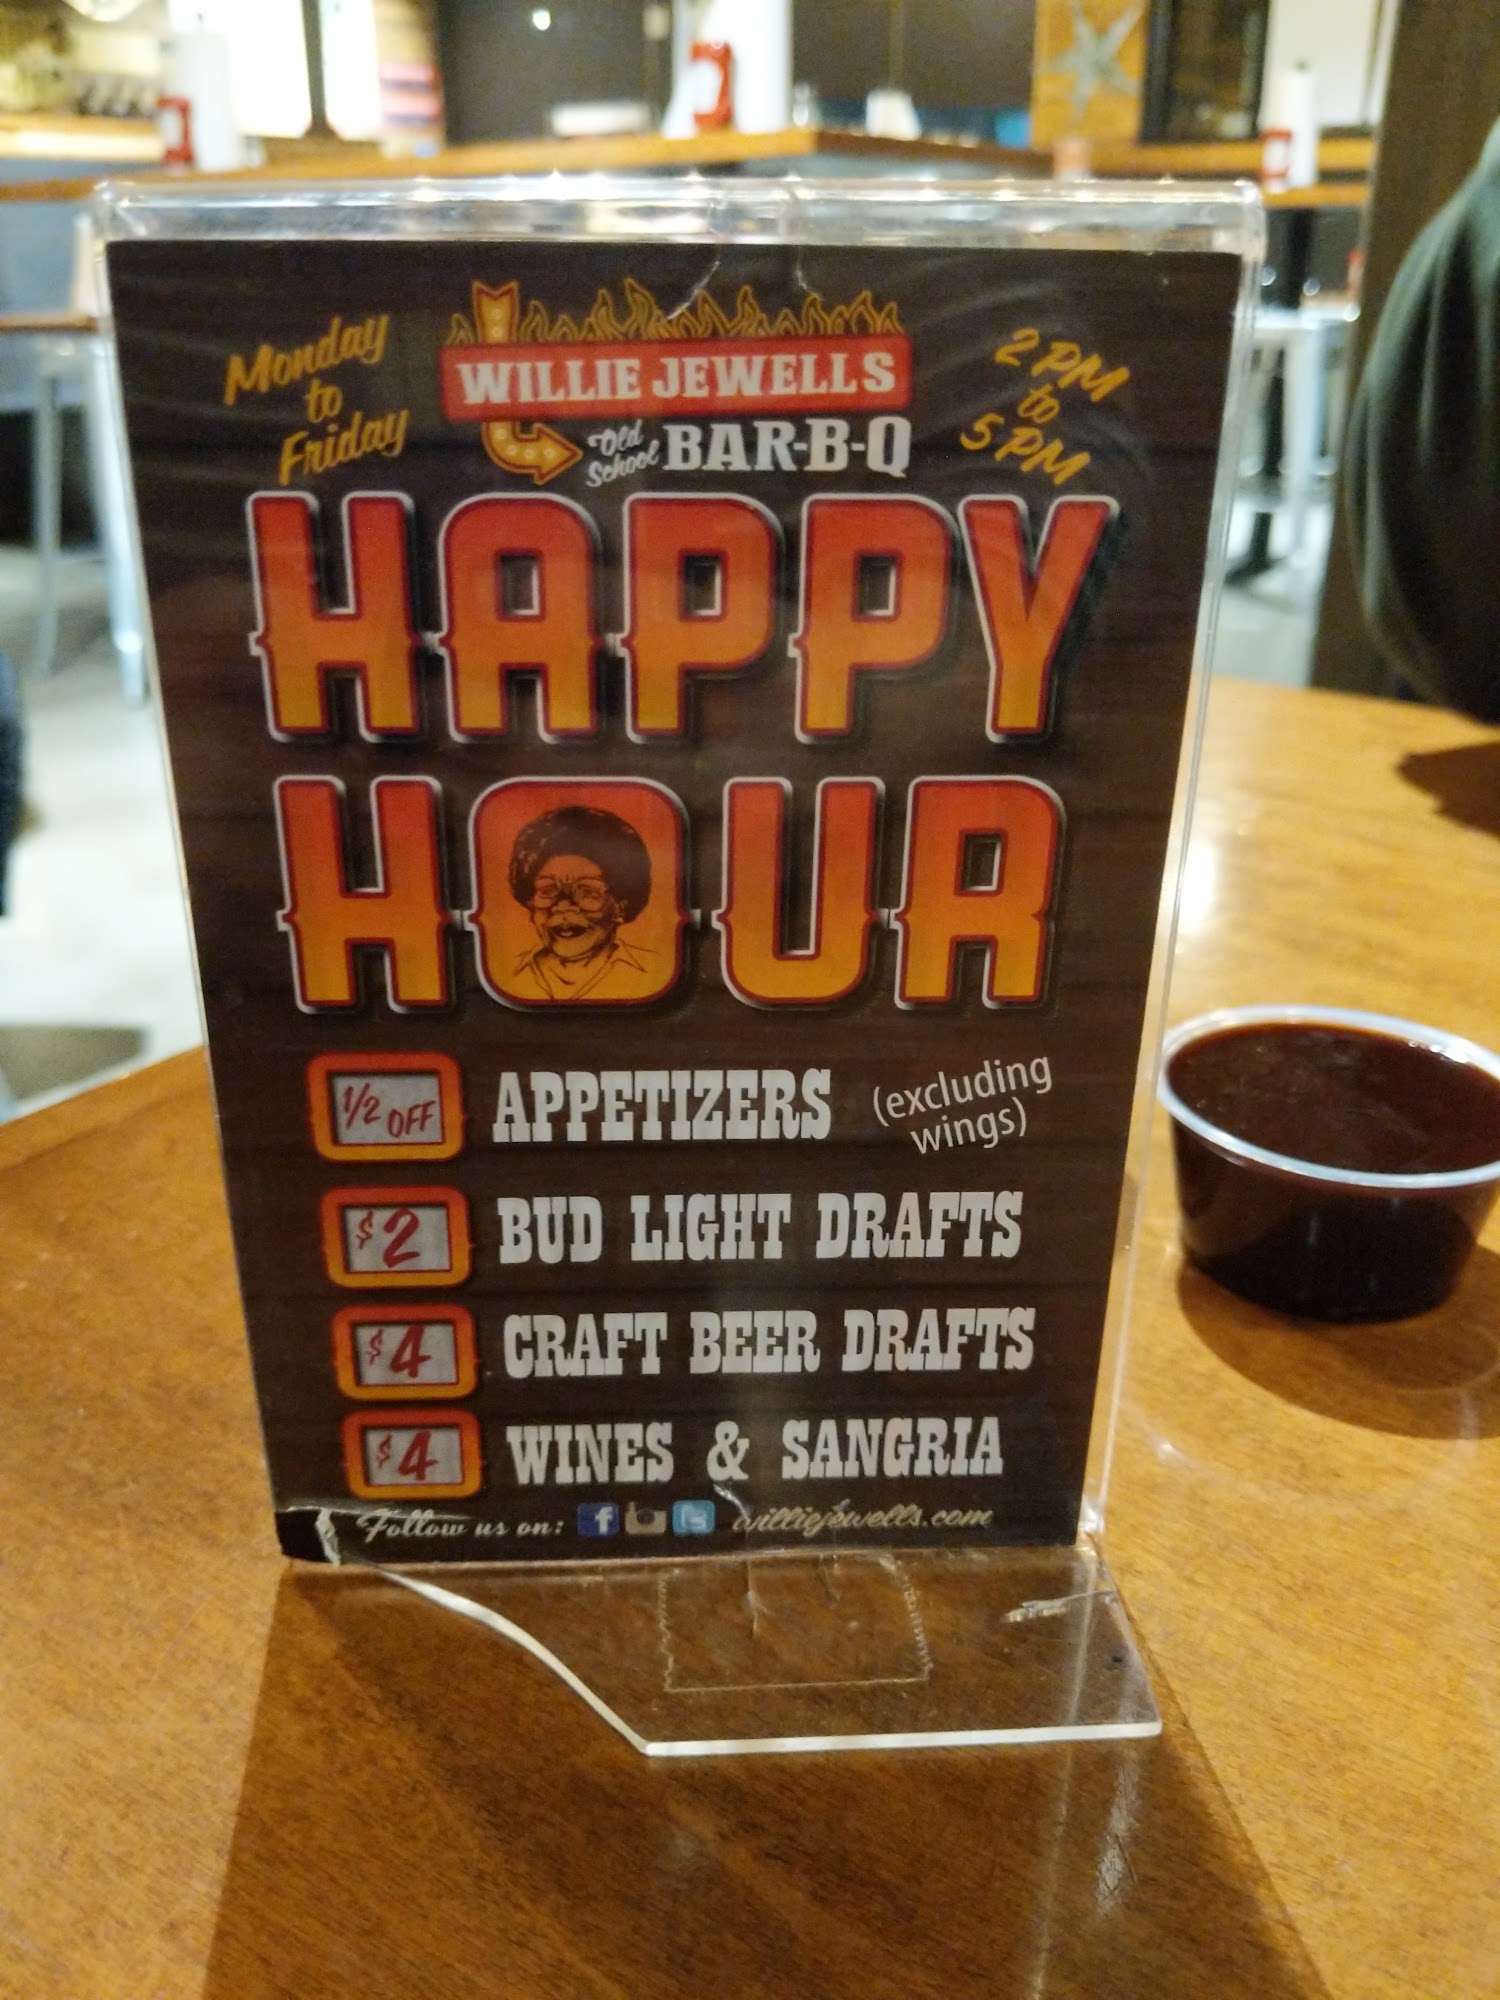 Monday
to
Friday
WILLIE JEWELLS
Old School BAR-B-Q
2 PM
to
5 PM
HAPPY
HOUR
1/2 OFF APPETIZERS (excluding wings)
$2 BUD LIGHT DRAFTS
$4 CRAFT BEER DRAFTS
$4 WINES & SANGRIA
Follow us on: williejewells.com